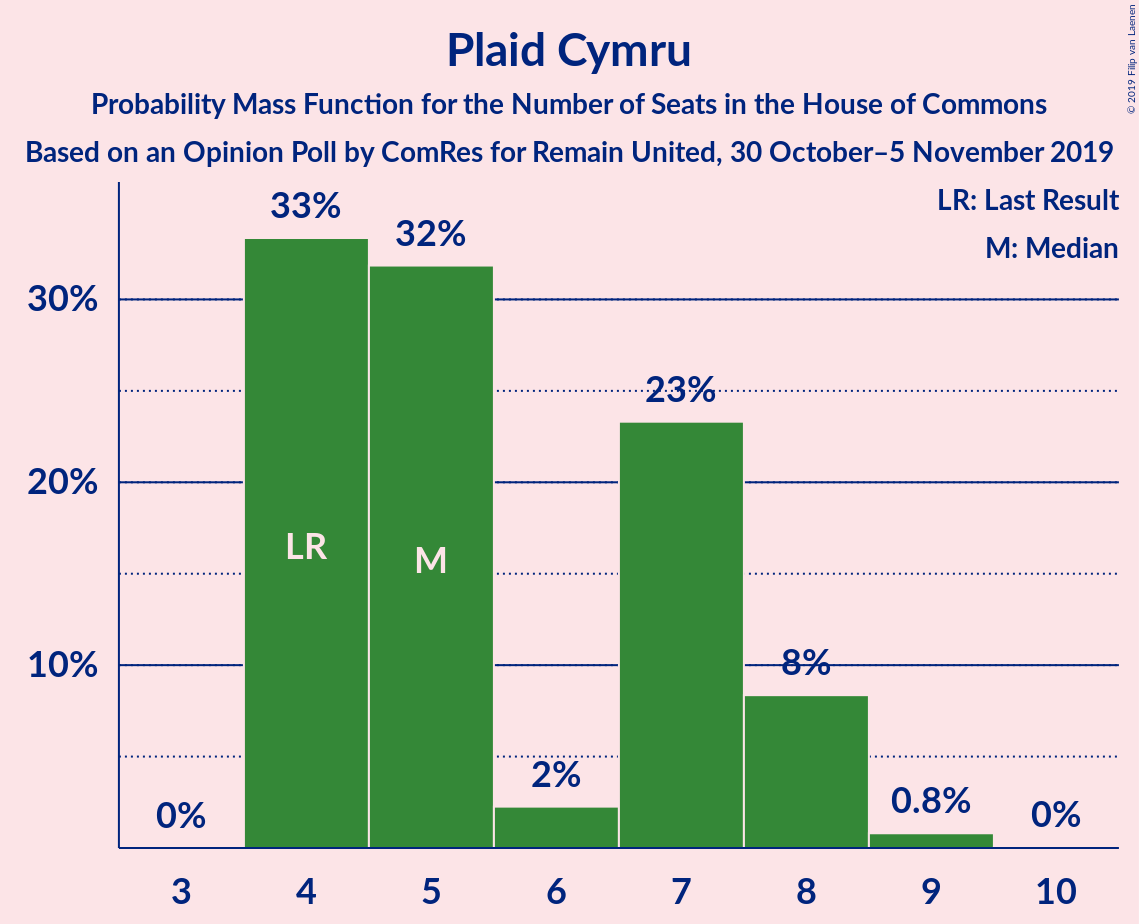 Plaid Cymru
Probability Mass Function for the Number of Seats in the House of Commons
Based on an Opinion Poll by ComRes for Remain United, 30 October–5 November 2019
© 2019 Filip van Laenen
LR: Last Result
M: Median
33%
32%
30%
23%
20%
LR
M
10%
8%
2%
0%
0.8%
0%
3 4 5 6 7 8 9 10